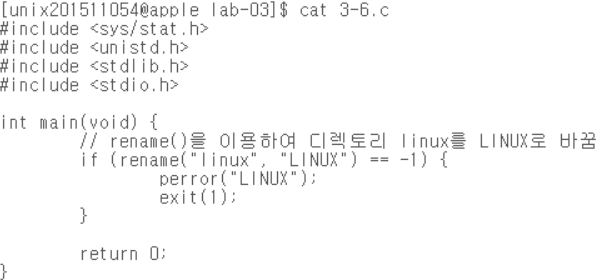 [unix201511054@apple lab-03]$ cat 3-6.c
#include <sys/stat.h>
#include <unistd.h>
#include <stdlib.h>
#include <stdio.h>

int main(void) {
        // rename()을 이용하여 디렉토리 linux를 LINUX로 바꿈
        if (rename("linux", "LINUX") == -1) {
                perror("LINUX");
                exit(1);
        }

        return 0;
}